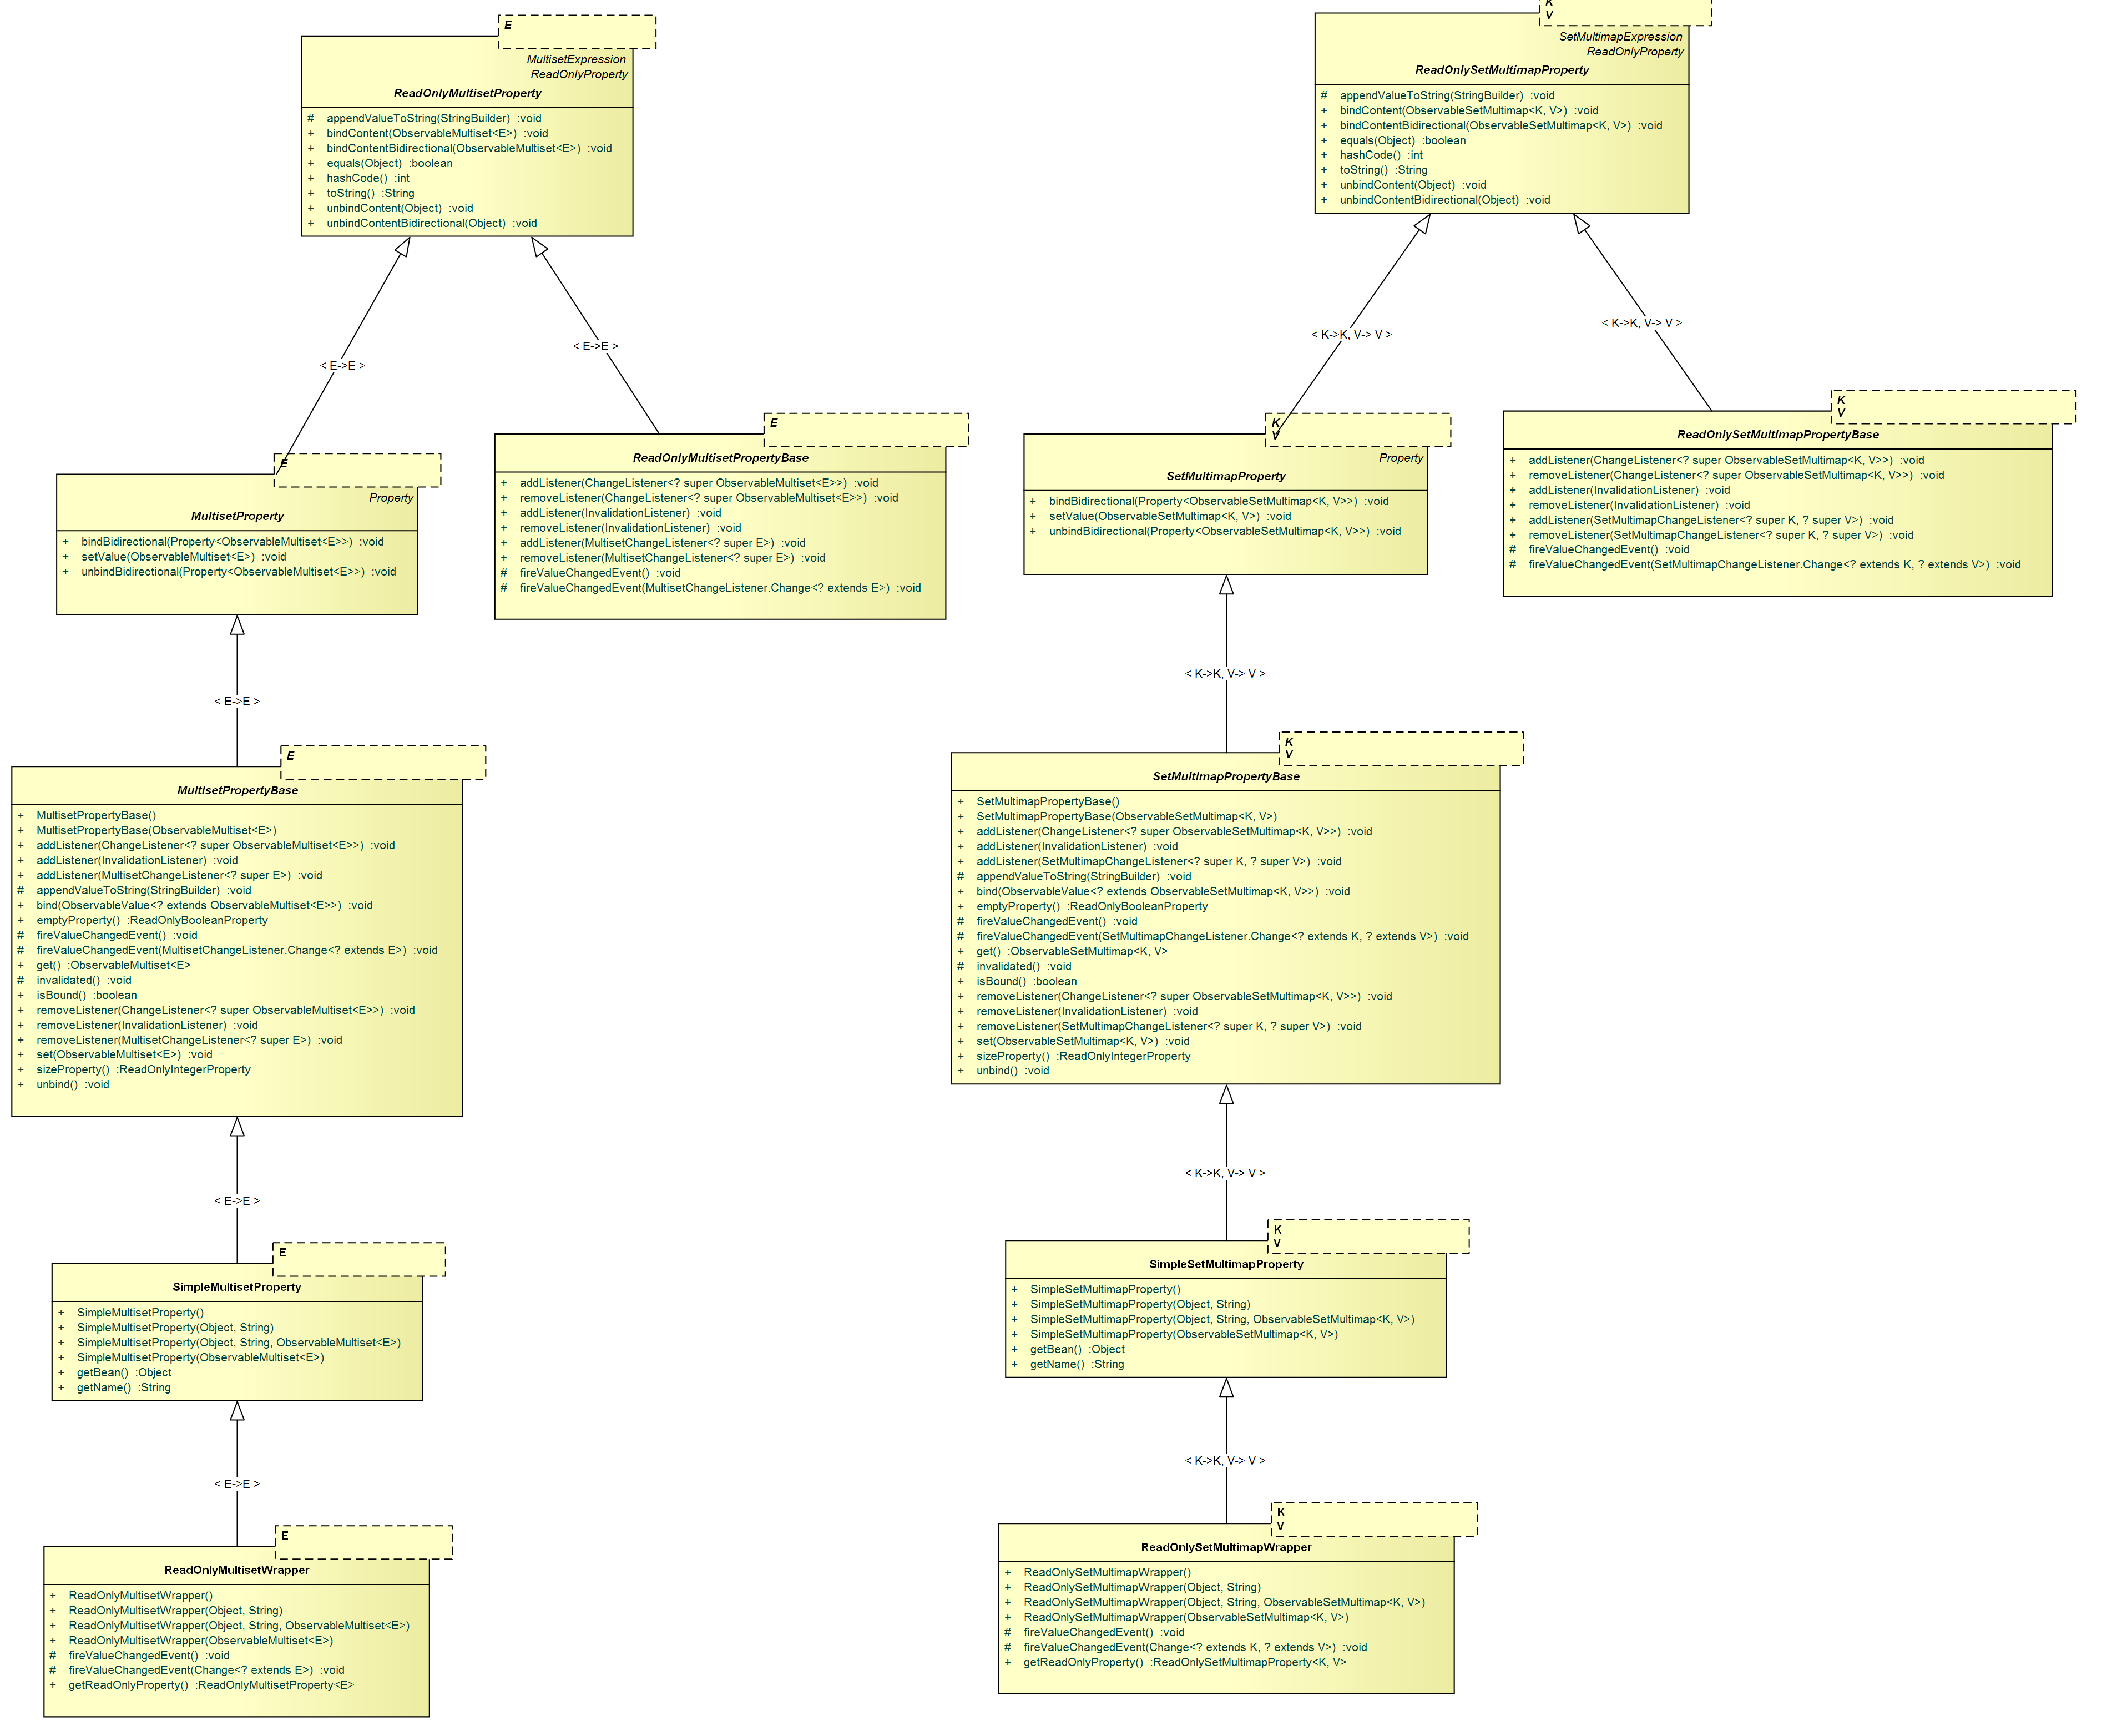 E
MultisetExpression
ReadOnlyProperty
ReadOnlyMultisetProperty
# appendValueToString(StringBuilder) :void
+ bindContent(ObservableMultiset<E>) :void
+ bindContentBidirectional(ObservableMultiset<E>) :void
+ equals(Object) :boolean
+ hashCode() :int
+ toString() :String
+ unbindContent(Object) :void
+ unbindContentBidirectional(Object) :void
< E->E >
< E->E >
E
Property
MultisetProperty
+ bindBidirectional(Property<ObservableMultiset<E>>) :void
+ setValue(ObservableMultiset<E>) :void
+ unbindBidirectional(Property<ObservableMultiset<E>>) :void
E
ReadOnlyMultisetPropertyBase
+ addListener(ChangeListener<? super ObservableMultiset<E>>) :void
+ removeListener(ChangeListener<? super ObservableMultiset<E>>) :void
+ addListener(InvalidationListener) :void
+ removeListener(InvalidationListener) :void
+ addListener(MultisetChangeListener<? super E>) :void
+ removeListener(MultisetChangeListener<? super E>) :void
# fireValueChangedEvent() :void
# fireValueChangedEvent(MultisetChangeListener.Change<? extends E>) :void
< E->E >
E
MultisetPropertyBase
+ MultisetPropertyBase()
+ MultisetPropertyBase(ObservableMultiset<E>)
+ addListener(ChangeListener<? super ObservableMultiset<E>>) :void
+ addListener(InvalidationListener) :void
+ addListener(MultisetChangeListener<? super E>) :void
# appendValueToString(StringBuilder) :void
+ bind(ObservableValue<? extends ObservableMultiset<E>>) :void
+ emptyProperty() :ReadOnlyBooleanProperty
# fireValueChangedEvent() :void
# fireValueChangedEvent(MultisetChangeListener.Change<? extends E>) :void
+ get() :ObservableMultiset<E>
# invalidated() :void
+ isBound() :boolean
+ removeListener(ChangeListener<? super ObservableMultiset<E>>) :void
+ removeListener(InvalidationListener) :void
+ removeListener(MultisetChangeListener<? super E>) :void
+ set(ObservableMultiset<E>) :void
+ sizeProperty() :ReadOnlyIntegerProperty
+ unbind() :void
< E->E >
E
SimpleMultisetProperty
+ SimpleMultisetProperty()
+ SimpleMultisetProperty(Object, String)
+ SimpleMultisetProperty(Object, String, ObservableMultiset<E>)
+ SimpleMultisetProperty(ObservableMultiset<E>)
+ getBean() :Object
+ getName() :String
< E->E >
E
ReadOnlyMultisetWrapper
+ ReadOnlyMultisetWrapper()
+ ReadOnlyMultisetWrapper(Object, String)
+ ReadOnlyMultisetWrapper(Object, String, ObservableMultiset<E>)
+ ReadOnlyMultisetWrapper(ObservableMultiset<E>)
# fireValueChangedEvent() :void
# fireValueChangedEvent(Change<? extends E>) :void
+ getReadOnlyProperty() :ReadOnlyMultisetProperty<E>
K
V
SetMultimapExpression
ReadOnlyProperty
ReadOnlySetMultimapProperty
# appendValueToString(StringBuilder) :void
+ bindContent(ObservableSetMultimap<K, V>) :void
+ bindContentBidirectional(ObservableSetMultimap<K, V>) :void
+ equals(Object) :boolean
+ hashCode() :int
+ toString() :String
+ unbindContent(Object) :void
+ unbindContentBidirectional(Object) :void
< K->K, V-> V >
< K->K, V-> V >
K
V
Property
SetMultimapProperty
+ bindBidirectional(Property<ObservableSetMultimap<K, V>>) :void
+ setValue(ObservableSetMultimap<K, V>) :void
+ unbindBidirectional(Property<ObservableSetMultimap<K, V>>) :void
K
V
ReadOnlySetMultimapPropertyBase
+ addListener(ChangeListener<? super ObservableSetMultimap<K, V>>) :void
+ removeListener(ChangeListener<? super ObservableSetMultimap<K, V>>) :void
+ addListener(InvalidationListener) :void
+ removeListener(InvalidationListener) :void
+ addListener(SetMultimapChangeListener<? super K, ? super V>) :void
+ removeListener(SetMultimapChangeListener<? super K, ? super V>) :void
# fireValueChangedEvent() :void
# fireValueChangedEvent(SetMultimapChangeListener.Change<? extends K, ? extends V>) :void
< K->K, V-> V >
K
V
SetMultimapPropertyBase
+ SetMultimapPropertyBase()
+ SetMultimapPropertyBase(ObservableSetMultimap<K, V>)
+ addListener(ChangeListener<? super ObservableSetMultimap<K, V>>) :void
+ addListener(InvalidationListener) :void
+ addListener(SetMultimapChangeListener<? super K, ? super V>) :void
# appendValueToString(StringBuilder) :void
+ bind(ObservableValue<? extends ObservableSetMultimap<K, V>>) :void
+ emptyProperty() :ReadOnlyBooleanProperty
# fireValueChangedEvent() :void
# fireValueChangedEvent(SetMultimapChangeListener.Change<? extends K, ? extends V>) :void
+ get() :ObservableSetMultimap<K, V>
# invalidated() :void
+ isBound() :boolean
+ removeListener(ChangeListener<? super ObservableSetMultimap<K, V>>) :void
+ removeListener(InvalidationListener) :void
+ removeListener(SetMultimapChangeListener<? super K, ? super V>) :void
+ set(ObservableSetMultimap<K, V>) :void
+ sizeProperty() :ReadOnlyIntegerProperty
+ unbind() :void
< K->K, V-> V >
K
V
SimpleSetMultimapProperty
+ SimpleSetMultimapProperty()
+ SimpleSetMultimapProperty(Object, String)
+ SimpleSetMultimapProperty(Object, String, ObservableSetMultimap<K, V>)
+ SimpleSetMultimapProperty(ObservableSetMultimap<K, V>)
+ getBean() :Object
+ getName() :String
< K->K, V-> V >
K
V
ReadOnlySetMultimapWrapper
+ ReadOnlySetMultimapWrapper()
+ ReadOnlySetMultimapWrapper(Object, String)
+ ReadOnlySetMultimapWrapper(Object, String, ObservableSetMultimap<K, V>)
+ ReadOnlySetMultimapWrapper(ObservableSetMultimap<K, V>)
# fireValueChangedEvent() :void
# fireValueChangedEvent(Change<? extends K, ? extends V>) :void
+ getReadOnlyProperty() :ReadOnlySetMultimapProperty<K, V>